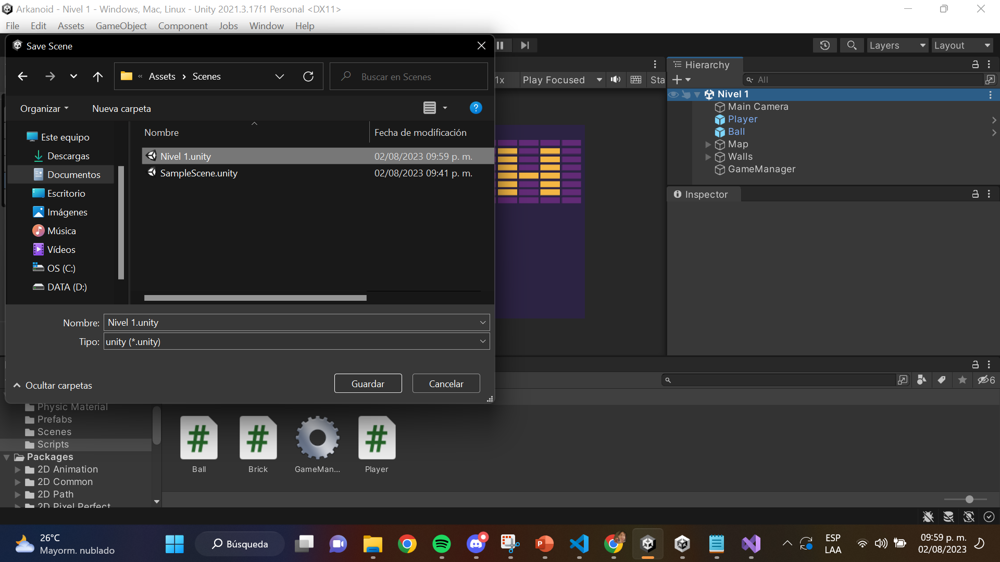 Arkanoid - Nivel 1 - Windows, Mac, Linux - Unity 2021.3.17f1 Personal <DX11>
File Edit Assets GameObject Component Jobs Window Help
Save Scene
Layers
Layout
« Assets > Scenes
Buscar en Scenes
Hierarchy
1x
Play Focused
Sta
All
Organizar
Nueva carpeta
?
Nivel 1
Main Camera
Player
Ball
Map
Walls
GameManager
Este equipo
Descargas
Documentos
Escritorio
Imágenes
Música
Vídeos
OS (C:)
DATA (D:)
Nombre
Fecha de modificación
Nivel 1.unity
02/08/2023 09:59 p. m.
SampleScene.unity
02/08/2023 09:41 p. m.
Inspector
Nombre:
Nivel 1.unity
Tipo:
unity (*.unity)
Ocultar carpetas
Guardar
Cancelar
6
Physic Material
Prefabs
Scenes
Scripts
Packages
2D Animation
2D Common
2D Path
2D Pixel Perfect
#
#
#
Ball
Brick
GameMan...
Player
26°C
Mayorm. nublado
Búsqueda
P
ESP
LAA
09:59 p. m.
02/08/2023